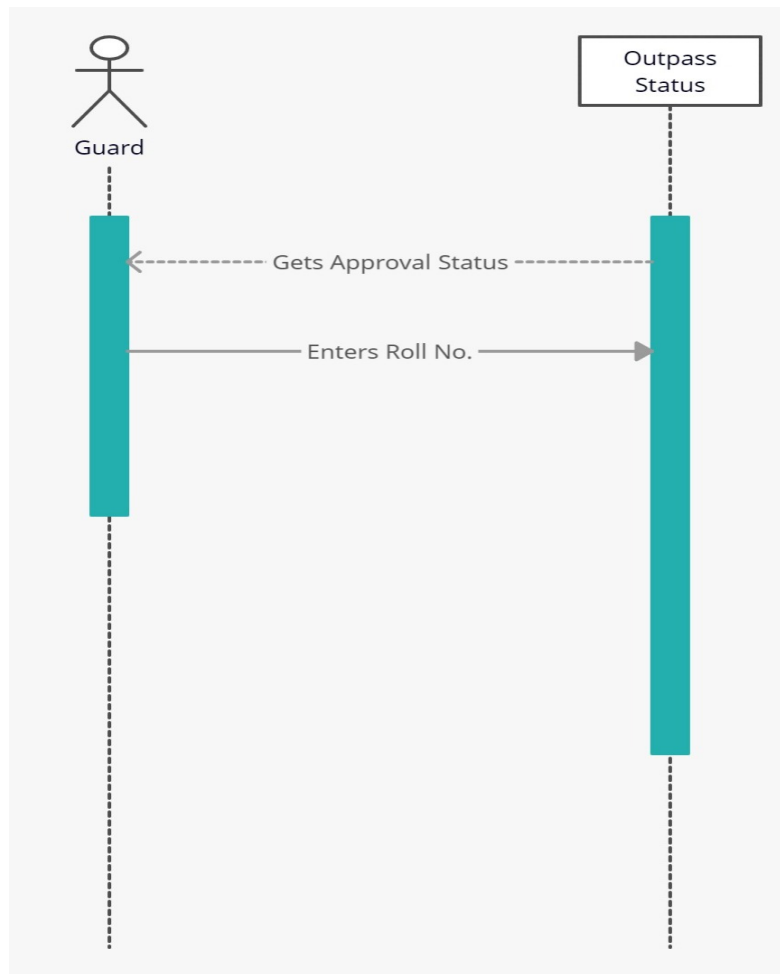 Outpass
Status
Guard
Gets Approval Status
Enters Roll No.